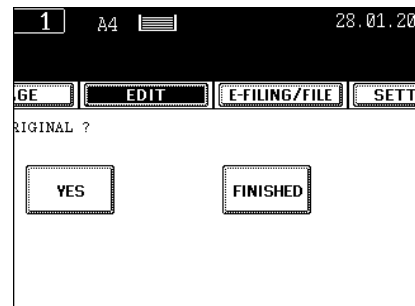 1 A4 28.01.20
GE EDIT E-FILING/FILE SETT
RIGINAL ?
YES FINISHED